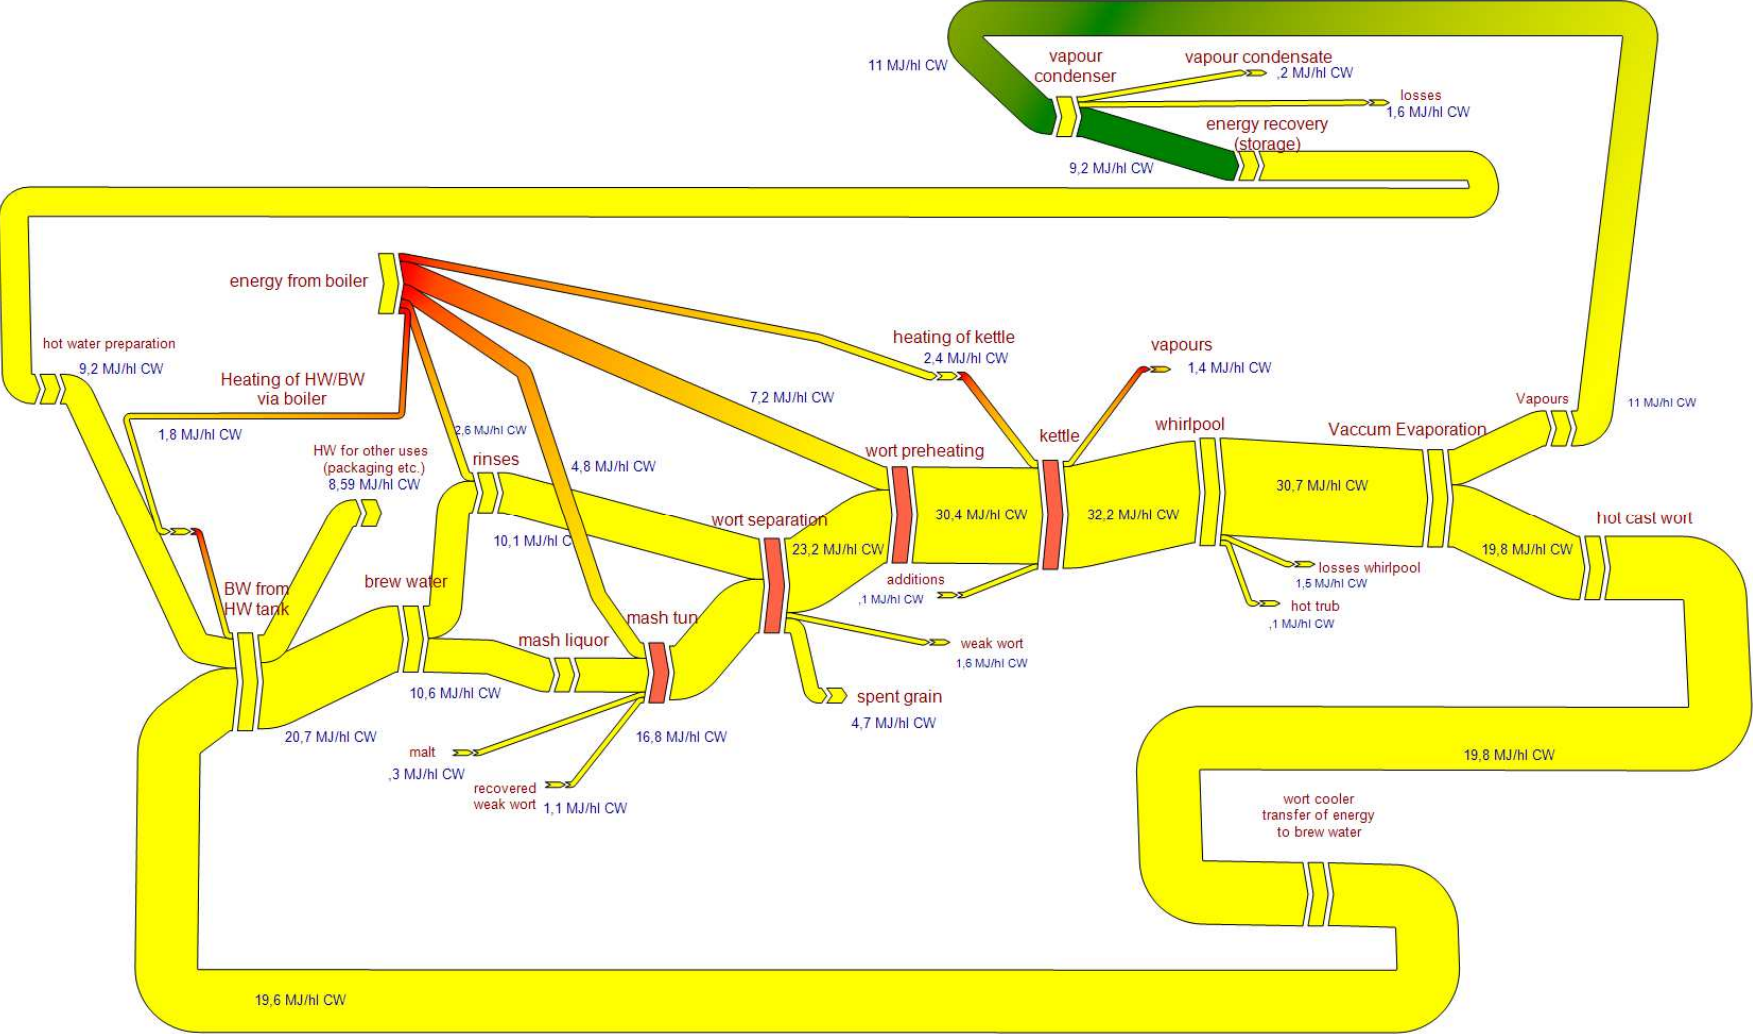 11 MJ/hl CW
vapour
condenser
vapour condensate
,2 MJ/hl CW
losses
1,6 MJ/hl CW
energy recovery
(storage)
9,2 MJ/hl CW
energy from boiler
hot water preparation
9,2 MJ/hl CW
Heating of HW/BW
via boiler
1,8 MJ/hl CW
HW for other uses
(packaging etc.)
8,59 MJ/hl CW
2,6 MJ/hl CW
rinses
4,8 MJ/hl CW
7,2 MJ/hl CW
heating of kettle
2,4 MJ/hl CW
vapours
1,4 MJ/hl CW
wort preheating
kettle
whirlpool
Vaccum Evaporation
Vapours
11 MJ/hl CW
10,1 MJ/hl C
wort separation
23,2 MJ/hl CW
30,4 MJ/hl CW
32,2 MJ/hl CW
30,7 MJ/hl CW
19,8 MJ/hl CW
hot cast wort
BW from
HW tank
brew water
mash liquor
mash tun
additions
,1 MJ/hl CW
losses whirlpool
1,5 MJ/hl CW
hot trub
,1 MJ/hl CW
weak wort
1,6 MJ/hl CW
spent grain
4,7 MJ/hl CW
10,6 MJ/hl CW
20,7 MJ/hl CW
16,8 MJ/hl CW
malt
,3 MJ/hl CW
recovered
weak wort
1,1 MJ/hl CW
19,8 MJ/hl CW
wort cooler
transfer of energy
to brew water
19,6 MJ/hl CW